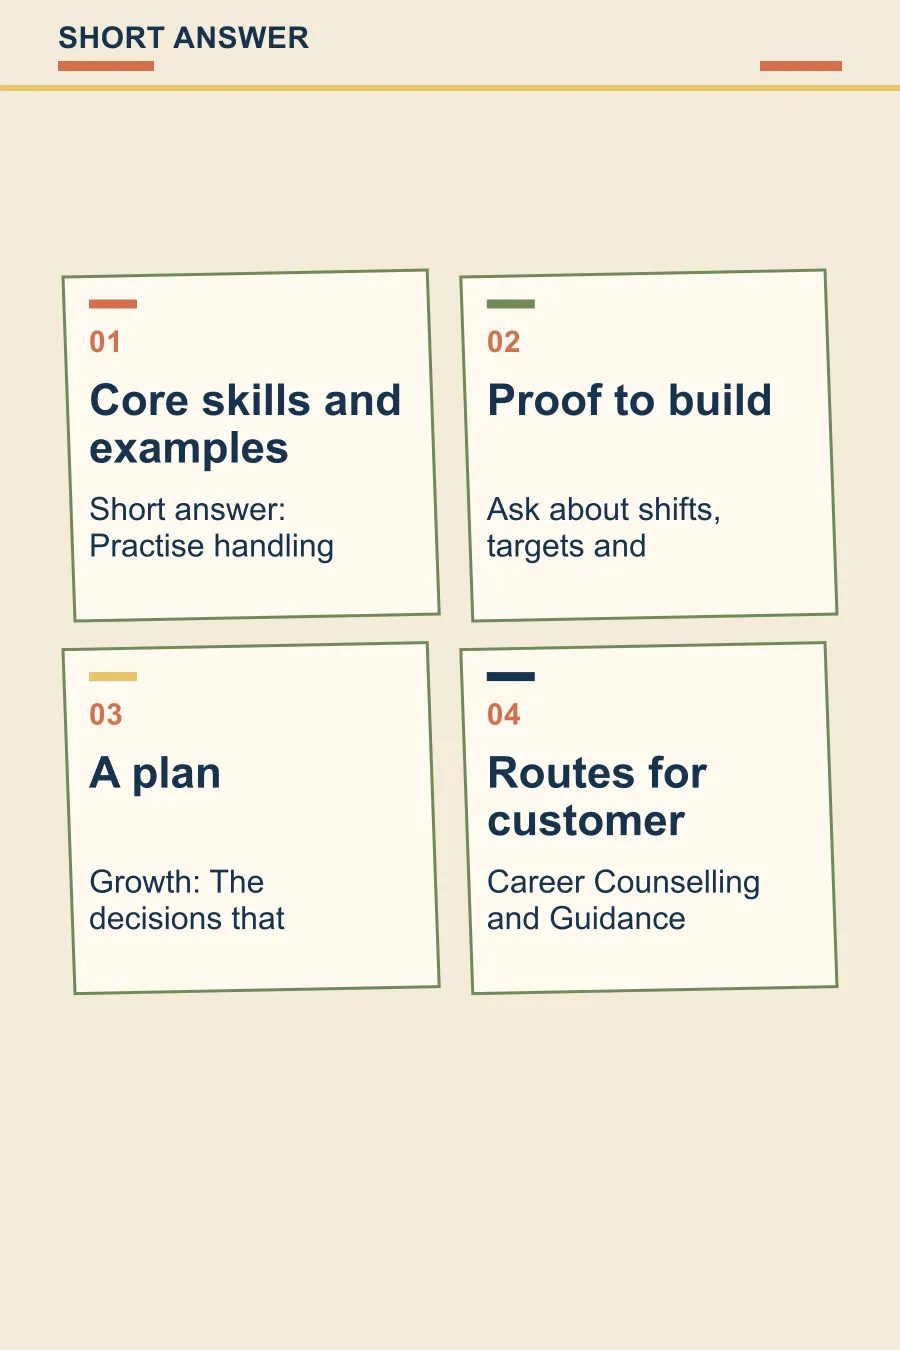 SHORT ANSWER
01
Core skills and
examples
Short answer:
Practise handling
02
Proof to build
Ask about shifts,
targets and
03
A plan
Growth: The
decisions that
04
Routes for
customer
Career Counselling
and Guidance